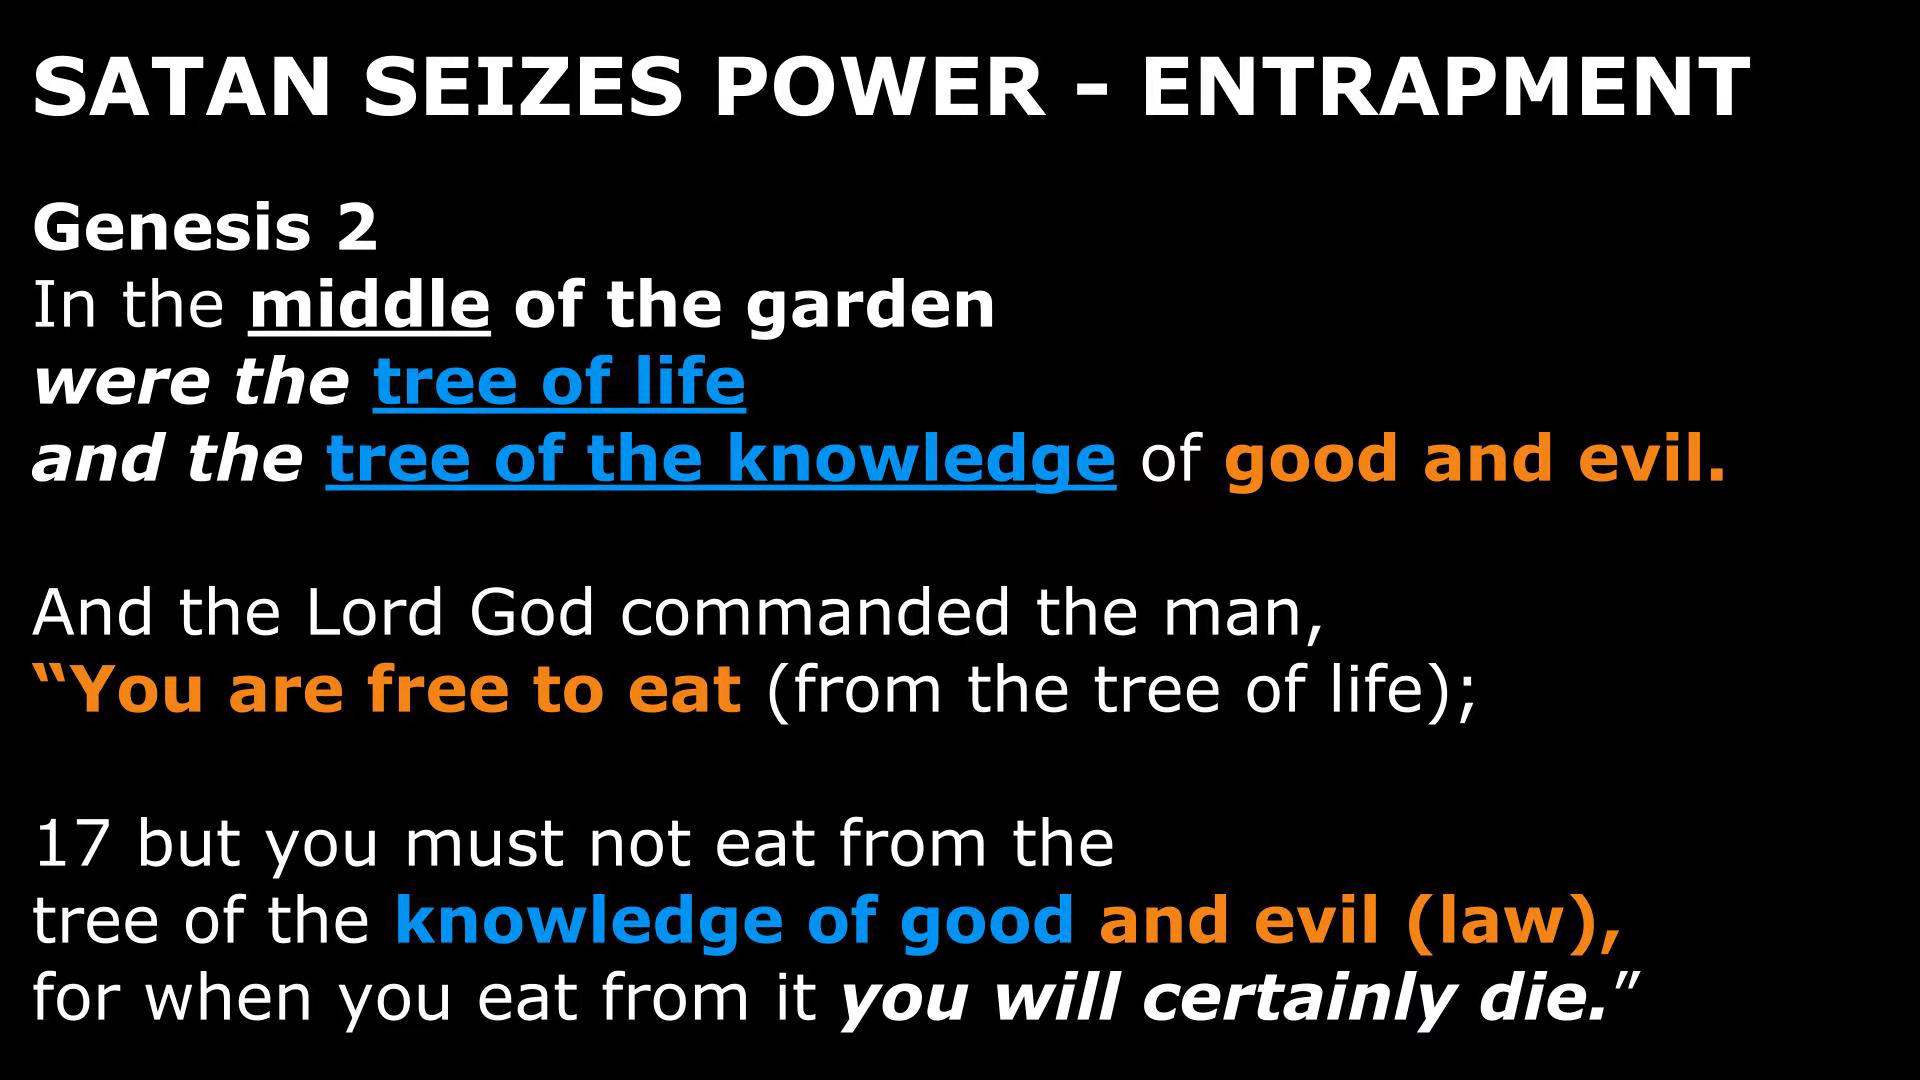 SATAN SEIZES POWER - ENTRAPMENT
Genesis 2
In the middle of the garden
were the tree of life
and the tree of the knowledge of good and evil.
And the Lord God commanded the man,
“You are free to eat (from the tree of life);
17 but you must not eat from the
tree of the knowledge of good and evil (law),
for when you eat from it you will certainly die.”